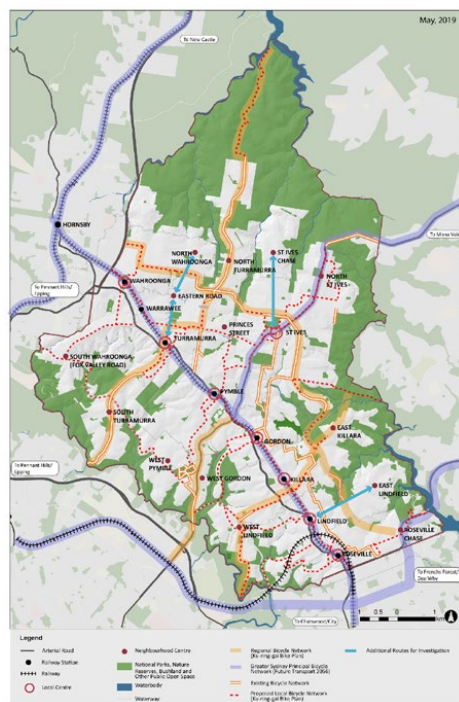 May, 2019
To New Castle
HORNSBY
To Mona Vale
NORTH
WAHROONGA
ST IVES
CHASE
NORTH
TURRAMURRA
NORTH
ST IVES
WAHROONGA
EASTERN ROAD
To Pennant Hills/
Epping
WARRAWEE
PRINCES
STREET
ST IVES
TURRAMURRA
SOUTH WAHROONGA
(FOX VALLEY ROAD)
PYMBLE
SOUTH
TURRAMURRA
EAST
KILLARA
GORDON
WEST
PYMBLE
To Pennant Hills/
Epping
WEST GORDON
KILLARA
EAST
LINDFIELD
LINDFIELD
WEST
LINDFIELD
ROSEVILLE
CHASE
ROSEVILLE
To Frenchs Forest/
Dee Why
To Chatswood/City
1 0.5 0 1
Legend
Arterial Road
Railway Station
Railway
Local Centre
Neighbourhood Centre
National Parks, Nature
Reserves, Bushland and
Other Public Open Space
Waterbody
Waterway
Regional Bicycle Network
(Ku-ring-gai Bike Plan)
Greater Sydney Principal Bicycle
Network (Future Transport 2056)
Existing Bicycle Network
Proposed Local Bicycle Network
(Ku-ring-gai Bike Plan)
Additional Routes for Investigation